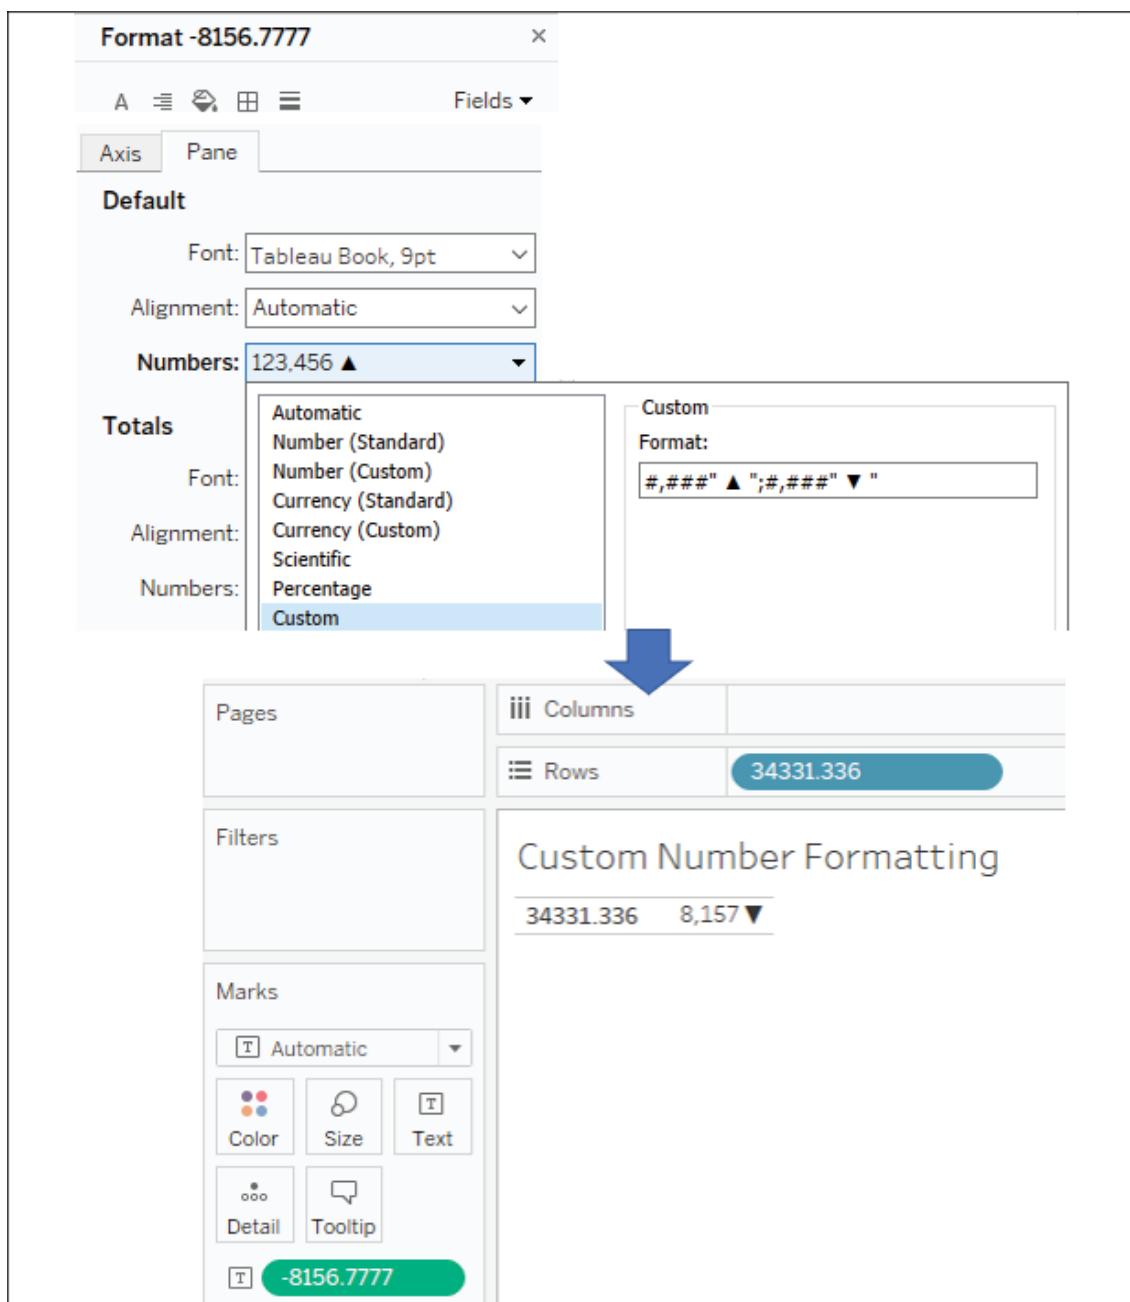 Format -8156.7777 ×
A Fields
Axis Pane
Default
Font: Tableau Book, 9pt
Alignment: Automatic
Numbers: 123,456 ▲
Totals
Font:
Alignment:
Numbers:
Automatic
Number (Standard)
Number (Custom)
Currency (Standard)
Currency (Custom)
Scientific
Percentage
Custom
Custom
Format:
#,###" ▲ ";#,###" ▼ "
Pages
Columns
Rows 34331.336
Filters
Custom Number Formatting
34331.336 8,157 ▼
Marks
T Automatic
Color Size T Text
Detail Tooltip
T -8156.7777